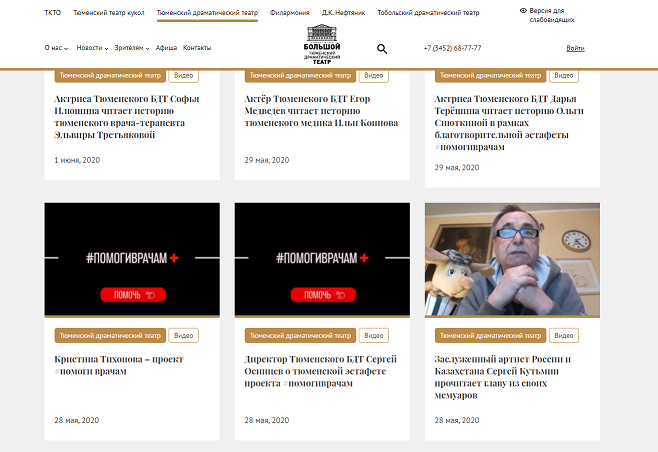 ТКТО Тюменский театр кукол Тюменский драматический театр Филармония Д.К. Нефтяник Тобольский драматический театр
Версия для
слабовидящих
О нас Новости Зрителям Афиша Контакты
БОЛЬШОЙ
ТЮМЕНСКИЙ
ДРАМАТИЧЕСКИЙ
ТЕАТР
+7 (3452) 68-77-77
Войти
Тюменский драматический театр Видео
Актриса Тюменского БДТ Софья
Илюшина читает историю
тюменского врача-терапевта
Эльвиры Третьяковой
1 июня, 2020
Тюменский драматический театр Видео
Актёр Тюменского БДТ Егор
Медведев читает историю
тюменского медика Ильи Коннова
29 мая, 2020
Тюменский драматический театр Видео
Актриса Тюменского БДТ Дарья
Терёшина читает историю Ольги
Сиюткиной в рамках
благотворительной эстафеты
#помогиврачам
29 мая, 2020
#ПОМОГИВРАЧАМ
ПОМОЧЬ
Тюменский драматический театр Видео
Кристина Тихонова – проект
#помоги врачам
28 мая, 2020
#ПОМОГИВРАЧАМ
ПОМОЧЬ
Тюменский драматический театр Видео
Директор Тюменского БДТ Сергей
Осинцев о тюменской эстафете
проекта #помогиврачам
28 мая, 2020
Тюменский драматический театр Видео
Заслуженный артист России и
Казахстана Сергей Кутьмин
прочитает главу из своих
мемуаров
28 мая, 2020